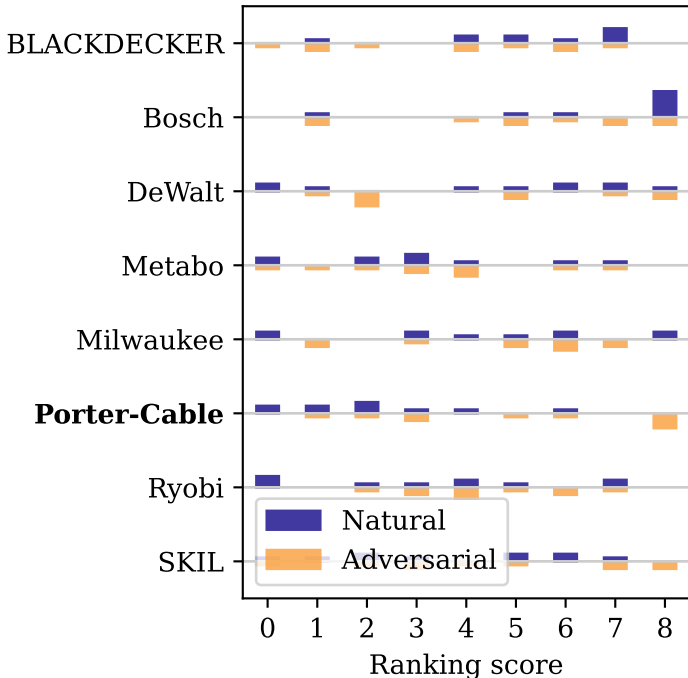 BLACKDECKER
Bosch
DeWalt
Metabo
Milwaukee
Porter-Cable
Ryobi
SKIL
Natural
Adversarial
0 1 2 3 4 5 6 7 8
Ranking score